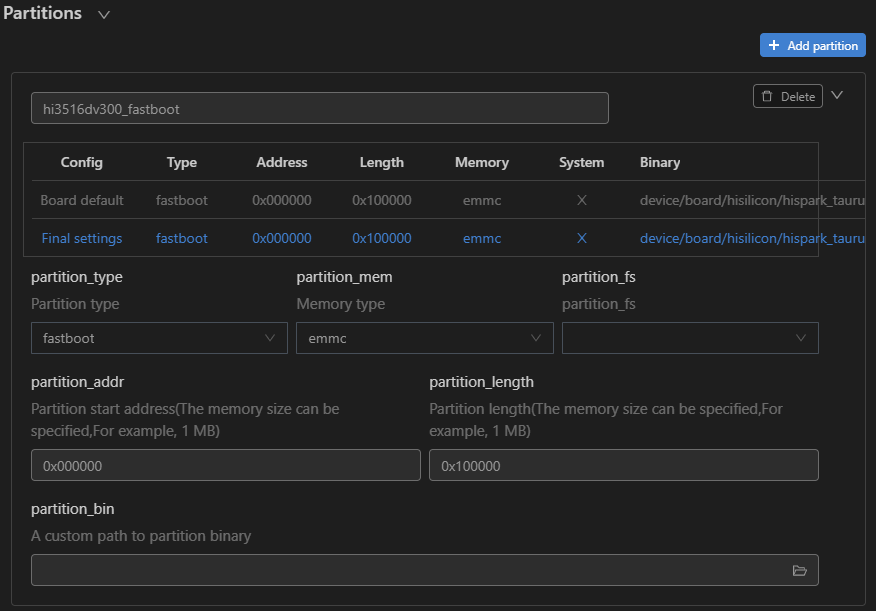 Partitions
+ Add partition
hi3516dv300_fastboot
Delete
Config Type Address Length Memory System Binary
Board default fastboot 0x000000 0x100000 emmc X device/board/hisilicon/hispark_tauru
Final settings fastboot 0x000000 0x100000 emmc X device/board/hisilicon/hispark_tauru
partition_type partition_mem partition_fs
Partition type Memory type partition_fs
fastboot emmc
partition_addr partition_length
Partition start address(The memory size can be Partition length(The memory size can be specified,For
specified,For example, 1 MB) example, 1 MB)
0x000000 0x100000
partition_bin
A custom path to partition binary